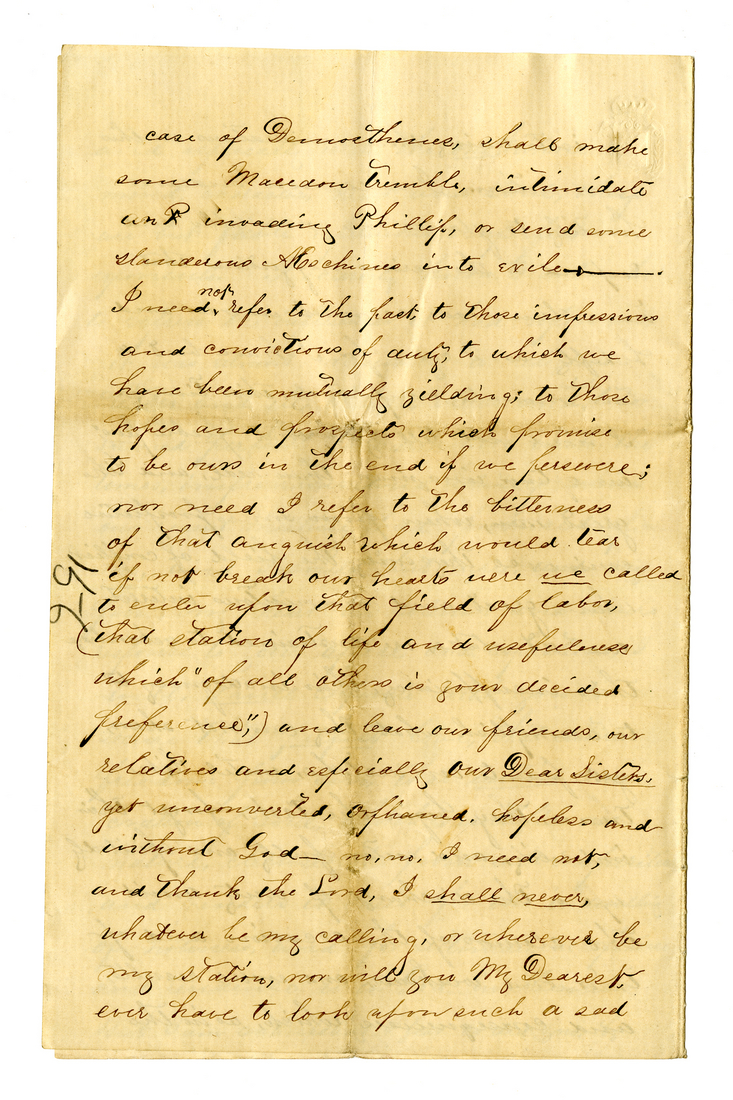 case of Demosthenes, shall make
some Macedon tremble, intimidate
an invading Phillip, or send some
slanderous AEschines into exile.
I need not refer to the past, to those impressions
and convictions of duty, to which we
have been mutually yielding; to those
hopes and prospects which promise
to be ours in the end if we persevere;
nor need I refer to the bitterness
of that anguish which would tear
if not break our hearts were we called
to enter upon that field of labor,
(that station of life and usefulness
which "of all others is your decided
preference",) and leave our friends, our
relatives and especially our Dear Sisters,
yet unconverted, orphaned, hopeless and
without God— no, no, I need not,
and thank the Lord, I shall never,
whatever be my calling, or wherever be
my station, nor will you My Dearest,
ever have to look upon such a sad